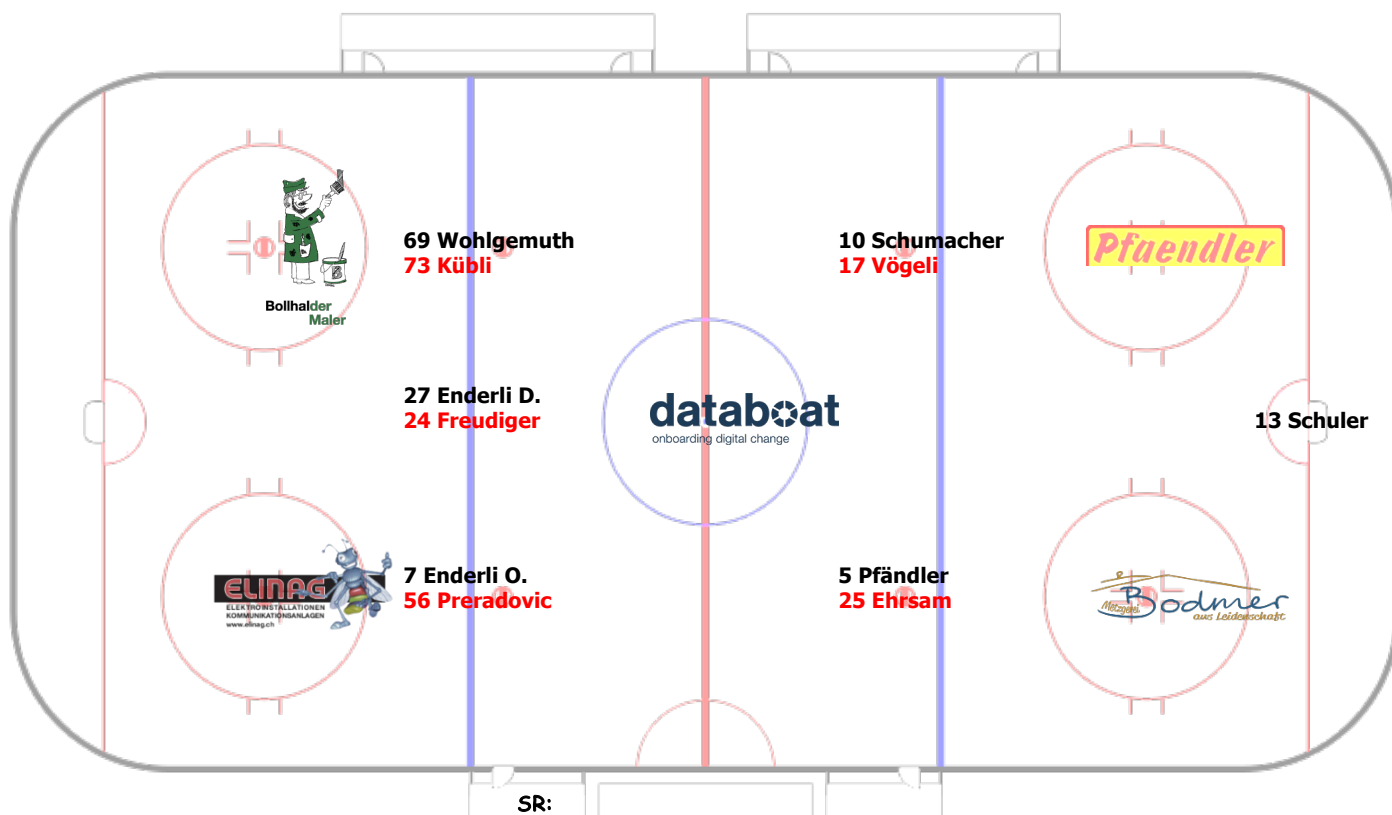 69 Wohlgemuth
73 Kübli
10 Schumacher
17 Vögeli
Pfaendler
B
Bollhalder
Maler
27 Enderli D.
24 Freudiger
databoat
onboarding digital change
13 Schuler
ELINAG
ELEKTROINSTALLATIONEN
KOMMUNIKATIONSANLAGEN
www.elinag.ch
7 Enderli O.
56 Preradovic
5 Pfändler
25 Ehrsam
Metzgerei
Bodmer
aus Leidenschaft
SR: